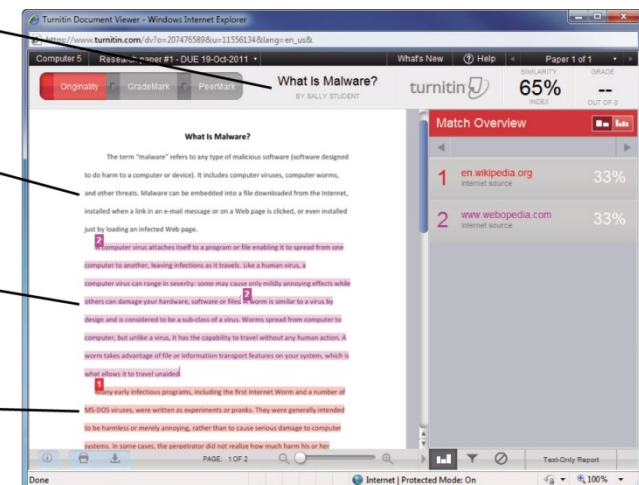 Turnitin Document Viewer - Windows Internet Explorer
https://www.turnitin.com/dv?o=207476589&u=11556134&lang=en_us&
Computer 5 Research paper #1 - DUE 19-Oct-2011 What's New Help Paper 1 of 1
Originality GradeMark PeerMark
What Is Malware?
BY SALLY STUDENT
turnitin
SIMILARITY
65%
INDEX
GRADE
--
OUT OF 0
What Is Malware?
The term "malware" refers to any type of malicious software (software designed
to do harm to a computer or device). It includes computer viruses, computer worms,
and other threats. Malware can be embedded into a file downloaded from the Internet,
installed when a link in an e-mail message or on a Web page is clicked, or even installed
just by loading an infected Web page.
2
computer virus attaches itself to a program or file enabling it to spread from one
computer to another, leaving infections as it travels. Like a human virus, a
computer virus can range in severity: some may cause only mildly annoying effects while
others can damage your hardware, software or files. 2 worm is similar to a virus by
design and is considered to be a sub-class of a virus. Worms spread from computer to
computer, but unlike a virus, it has the capability to travel without any human action. A
worm takes advantage of file or information transport features on your system, which is
what allows it to travel unaided.
1
any early infectious programs, including the first Internet Worm and a number of
MS-DOS viruses, were written as experiments or pranks. They were generally intended
to be harmless or merely annoying, rather than to cause serious damage to computer
systems. In some cases, the perpetrator did not realize how much harm his or her
Match Overview
1 en.wikipedia.org 33%
Internet source
2 www.webopedia.com 33%
Internet source
PAGE: 1 OF 2
Text-Only Report
Done Internet | Protected Mode: On 100%